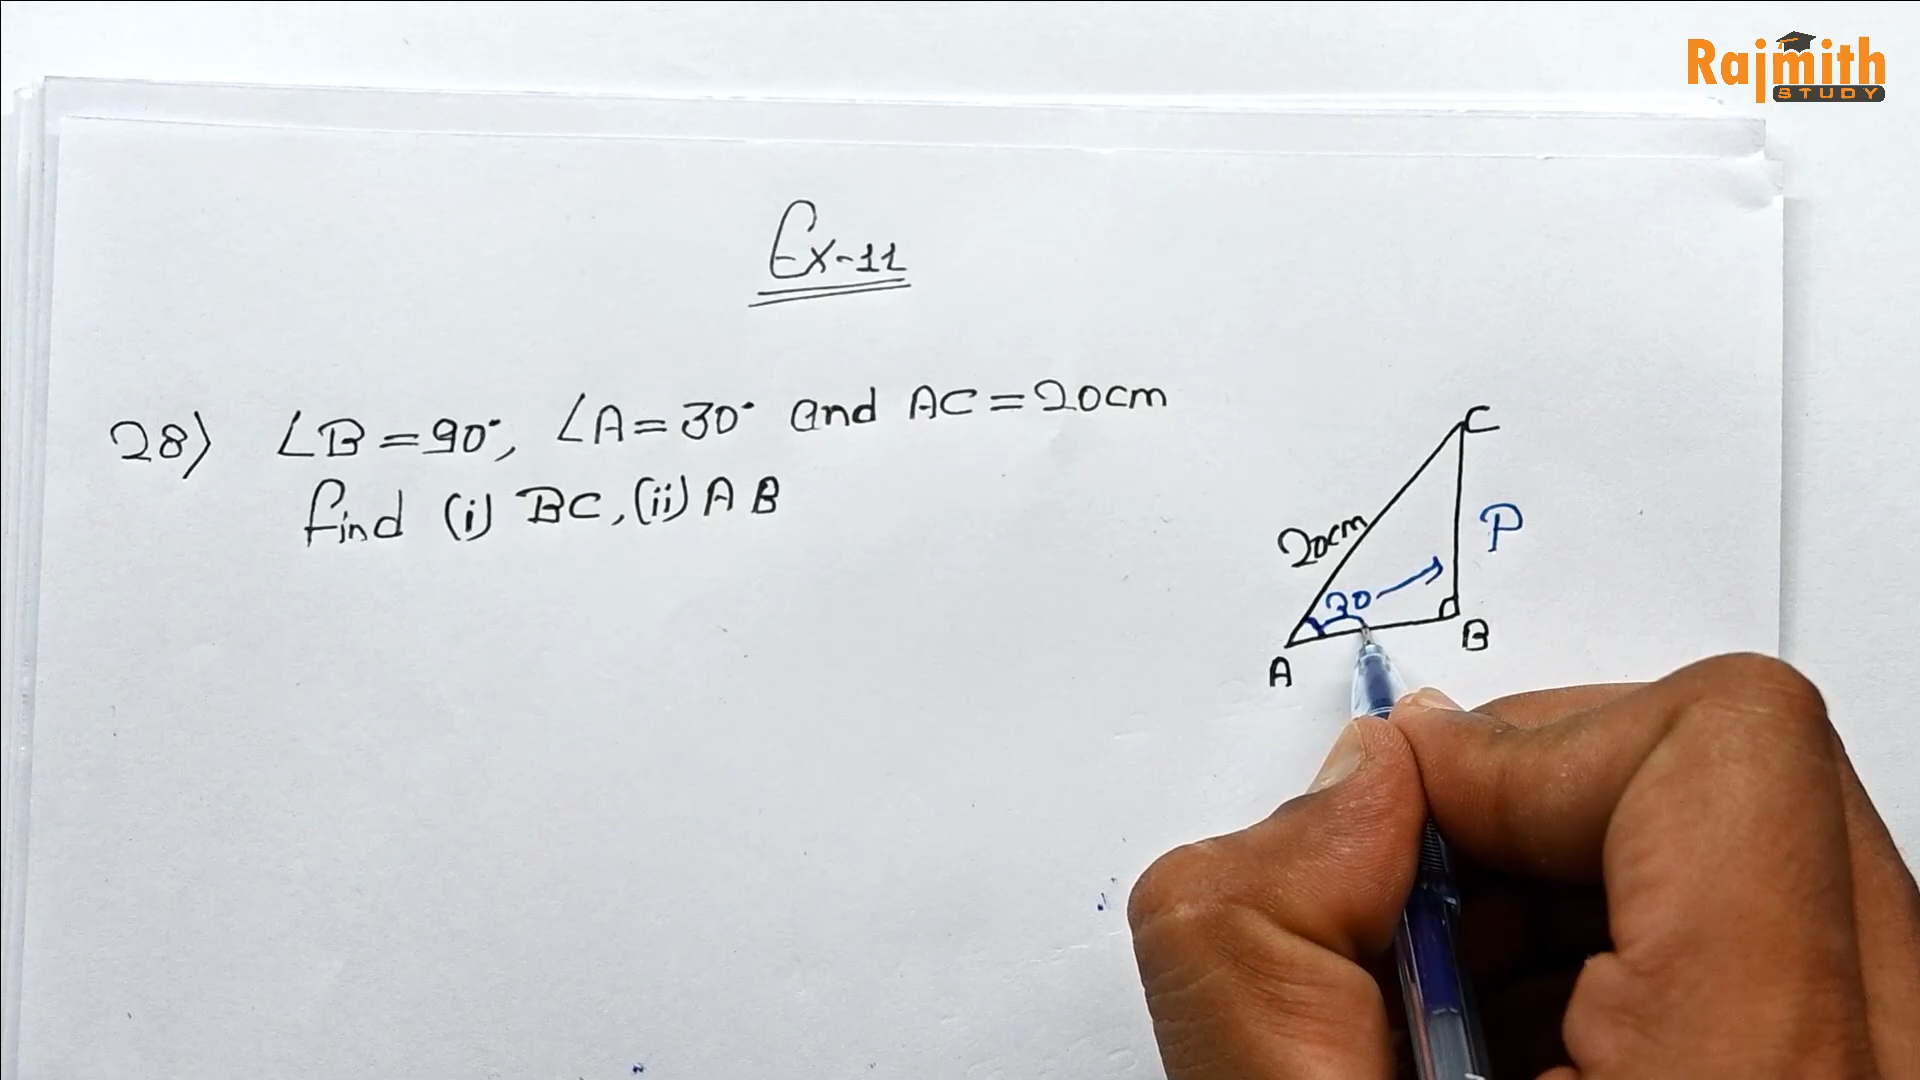 Rajmith
STUDY
Ex-11
28) ∠B = 90°, ∠A = 30° and AC = 20cm
find (i) BC, (ii) AB
C
20cm
P
30
B
A